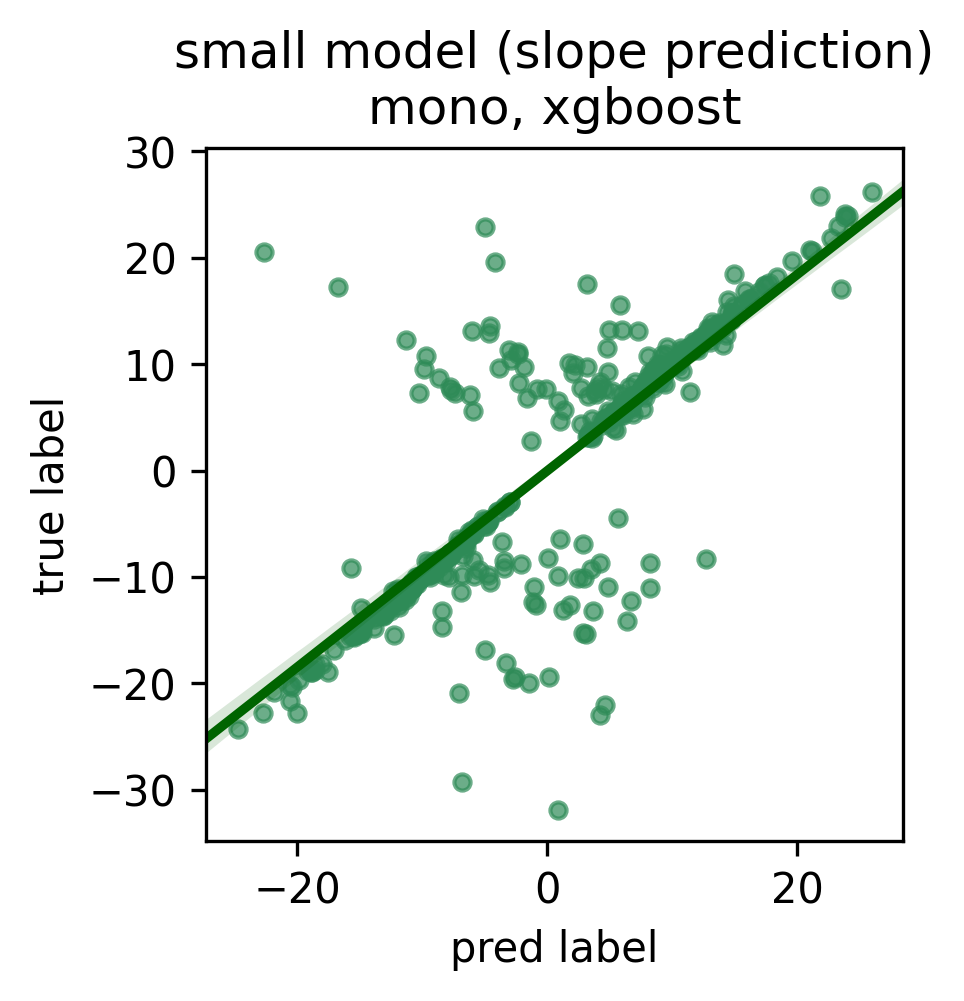 small model (slope prediction)
mono, xgboost
30
20
10
0
−10
−20
−30
true label
−20 0 20
pred label